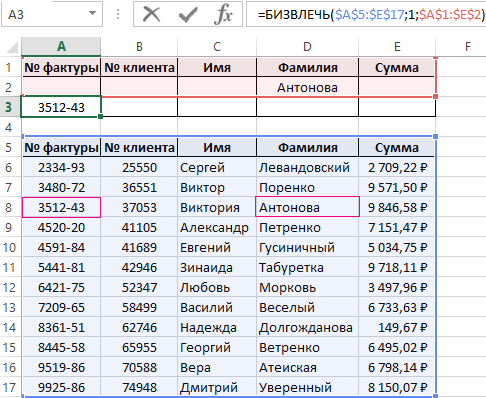 A3 =БИЗВЛЕЧЬ($A$5:$E$17;1;$A$1:$E$2)
A B C D E F
1 № фактуры № клиента Имя Фамилия Сумма
2 Антонова
3 3512-43
4
5 № фактуры № клиента Имя Фамилия Сумма
6 2334-93 25550 Сергей Левандовский 2 709,22 ₽
7 3480-72 36551 Виктор Поренко 9 571,50 ₽
8 3512-43 37053 Виктория Антонова 9 846,58 ₽
9 4520-20 41105 Александр Петренко 7 151,47 ₽
10 4591-84 41689 Евгений Гусиничный 5 034,75 ₽
11 5441-81 42946 Зинаида Табуретка 9 718,11 ₽
12 6421-75 52347 Любовь Морковь 3 497,96 ₽
13 7209-65 58499 Василий Веселый 6 733,63 ₽
14 8361-51 62746 Надежда Долгожданова 149,67 ₽
15 8445-58 65955 Георгий Ветренко 6 495,02 ₽
16 9519-86 70588 Вера Атеиская 6 798,14 ₽
17 9925-86 74948 Дмитрий Уверенный 8 150,07 ₽